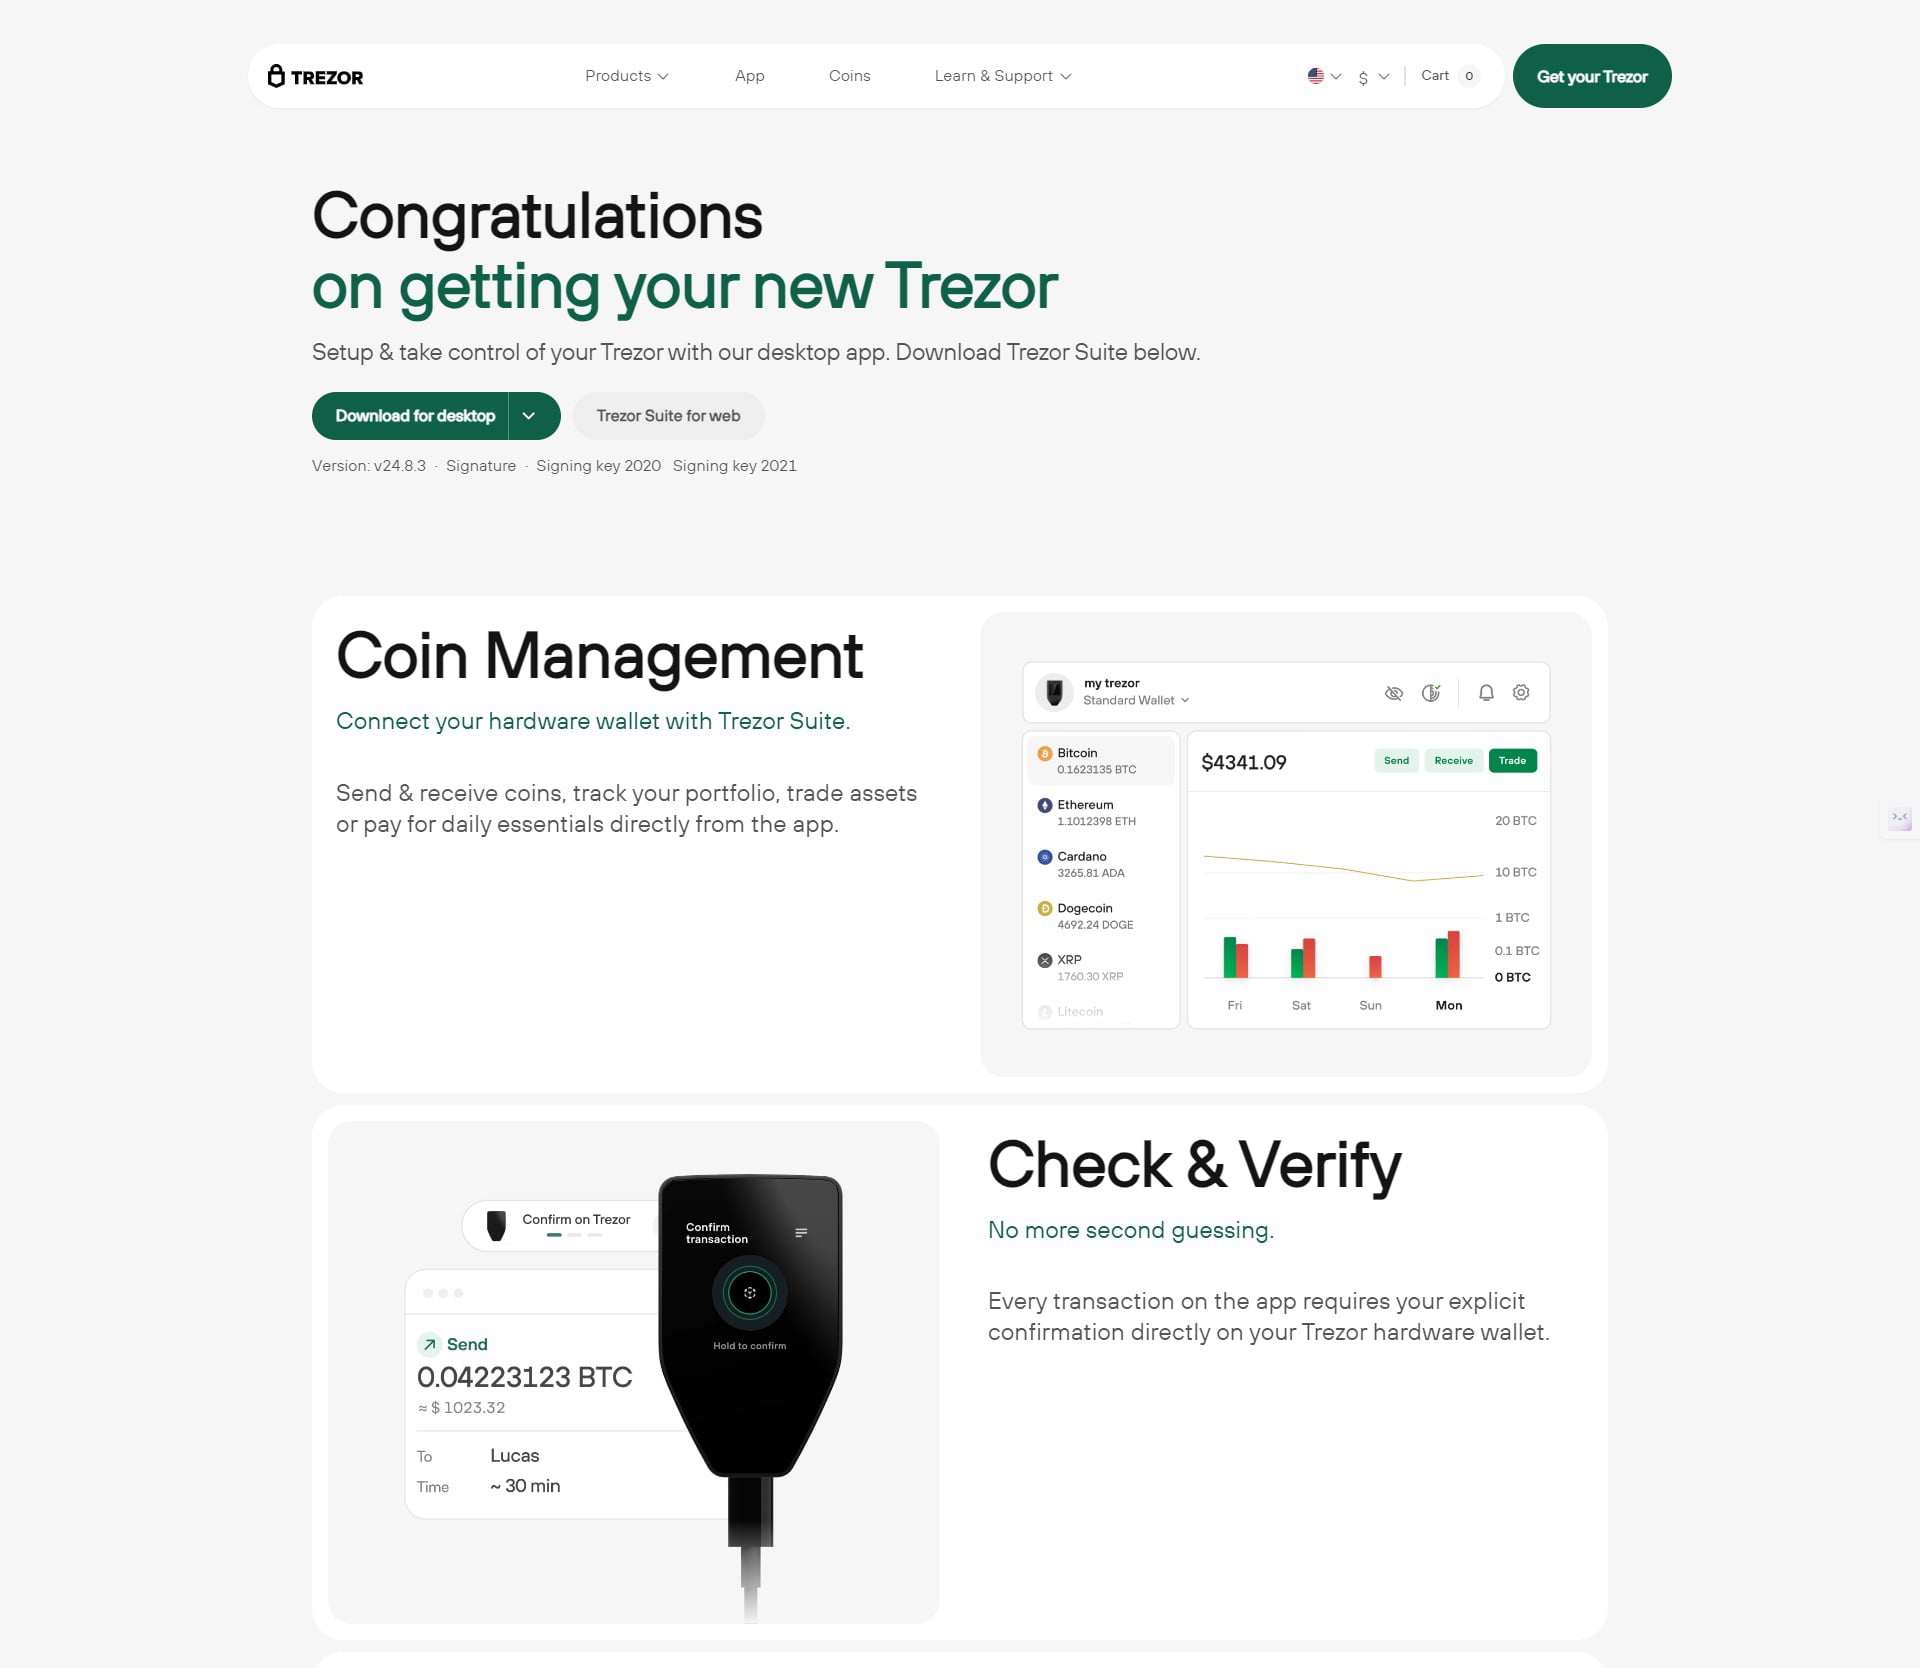 TREZOR
Products
App
Coins
Learn & Support
$
Cart 0
Get your Trezor
Congratulations
on getting your new Trezor
Setup & take control of your Trezor with our desktop app. Download Trezor Suite below.
Download for desktop
Trezor Suite for web
Version: v24.8.3 · Signature · Signing key 2020 Signing key 2021
Coin Management
Connect your hardware wallet with Trezor Suite.
Send & receive coins, track your portfolio, trade assets
or pay for daily essentials directly from the app.
my trezor
Standard Wallet
Bitcoin
0.1623135 BTC
Ethereum
1.1012398 ETH
Cardano
3265.81 ADA
Dogecoin
4692.24 DOGE
XRP
1760.30 XRP
Litecoin
$4341.09
Send
Receive
Trade
20 BTC
10 BTC
1 BTC
0.1 BTC
0 BTC
Fri
Sat
Sun
Mon
Confirm on Trezor
Confirm
transaction
Hold to confirm
Send
0.04223123 BTC
≈ $ 1023.32
To Lucas
Time ~ 30 min
Check & Verify
No more second guessing.
Every transaction on the app requires your explicit
confirmation directly on your Trezor hardware wallet.